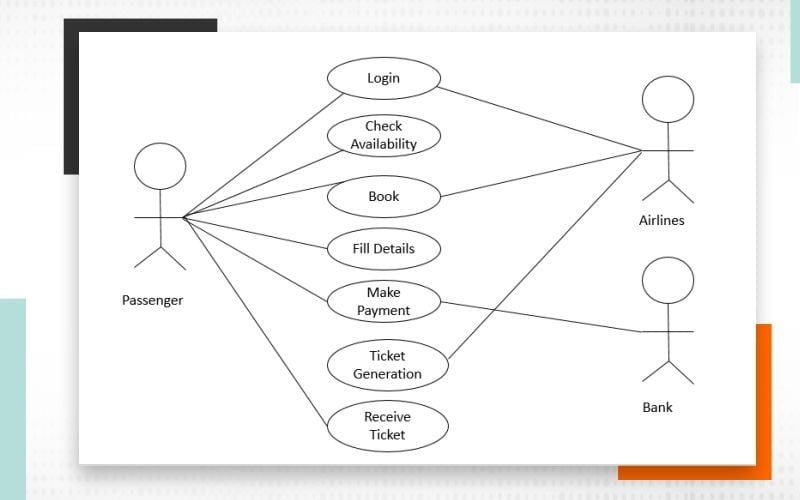 Login
Check
Availability
Book
Fill Details
Make
Payment
Ticket
Generation
Receive
Ticket
Passenger
Airlines
Bank